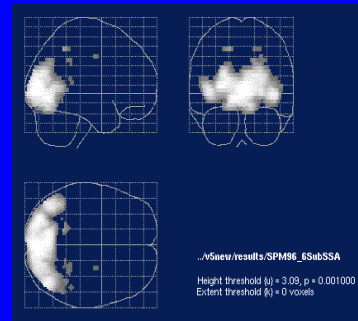 ../v5new/results/SPM96_6SubSSA
Height threshold (u) = 3.09, p = 0.001000
Extent threshold (k) = 0 voxels